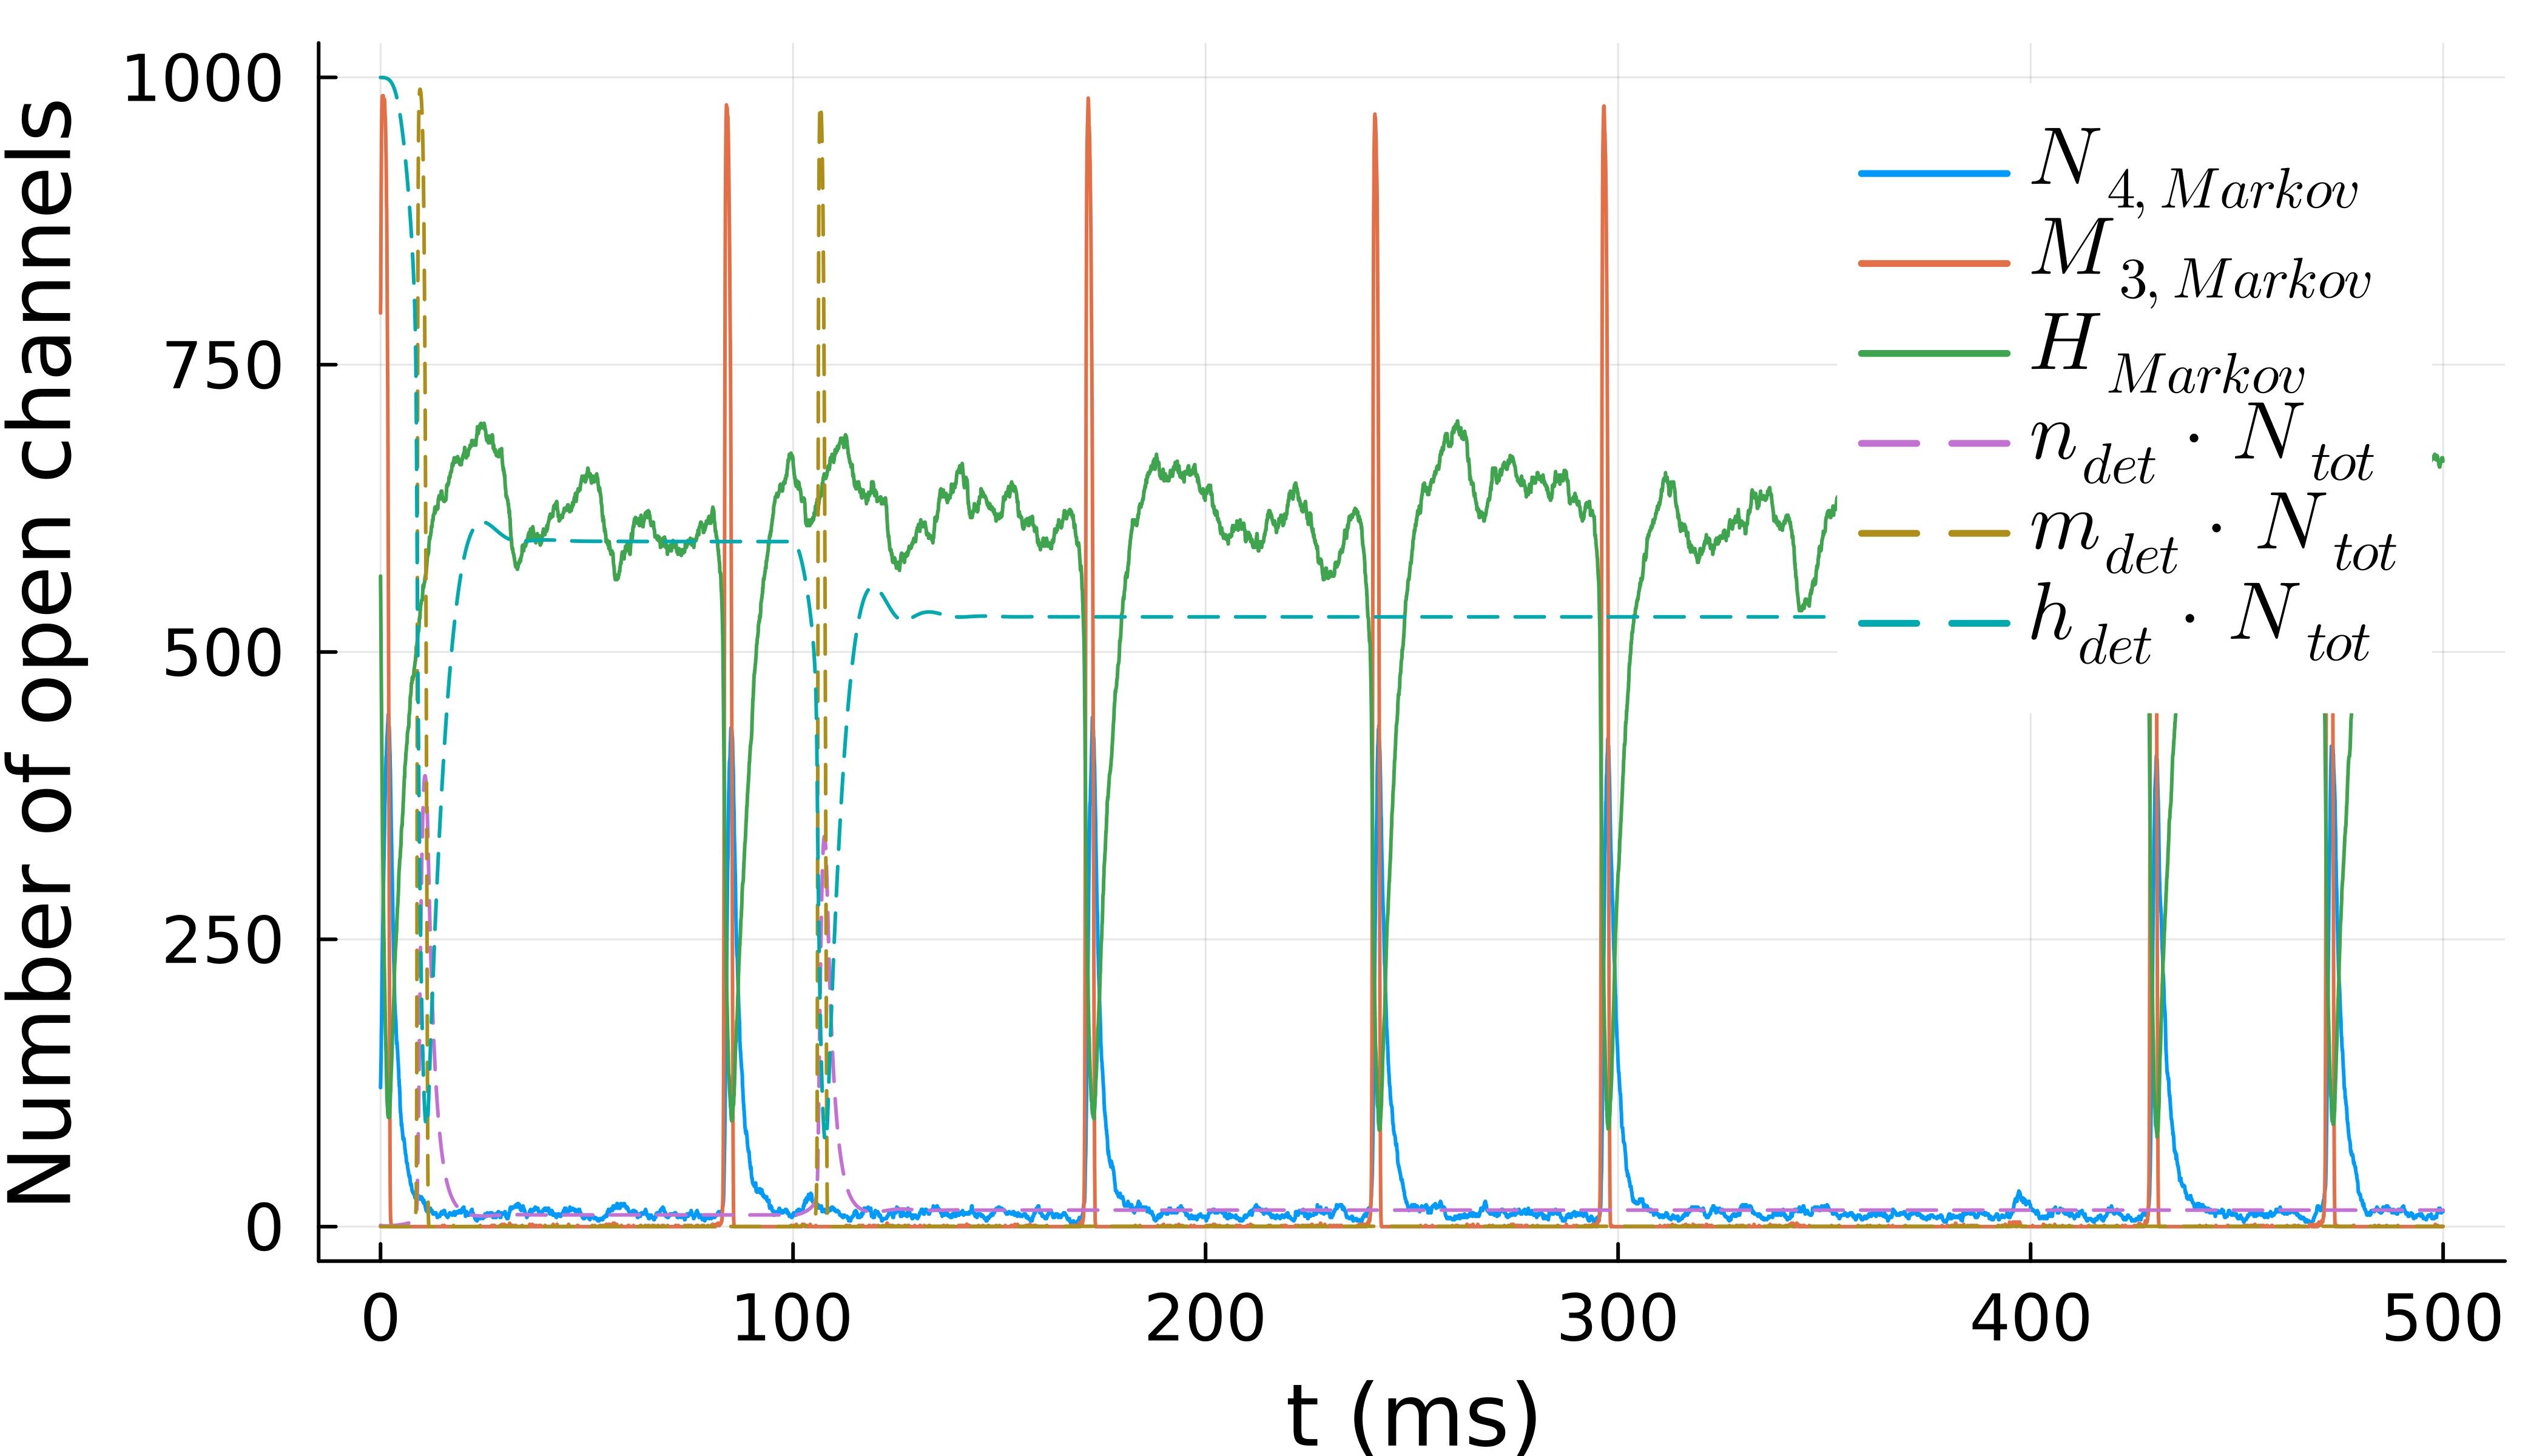 Number of open channels
1000
750
500
250
0
N4, Markov
M3, Markov
HMarkov
ndet · Ntot
mdet · Ntot
hdet · Ntot
0 100 200 300 400 500
t (ms)